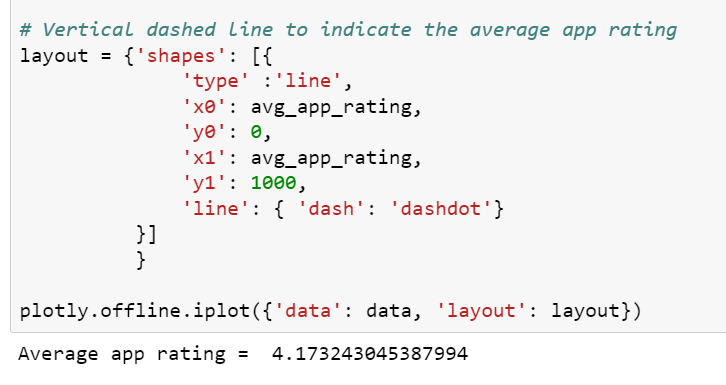 # Vertical dashed line to indicate the average app rating
layout = {'shapes': [{
'type' :'line',
'x0': avg_app_rating,
'y0': 0,
'x1': avg_app_rating,
'y1': 1000,
'line': { 'dash': 'dashdot'}
}]
}
plotly.offline.iplot({'data': data, 'layout': layout})
Average app rating =  4.173243045387994